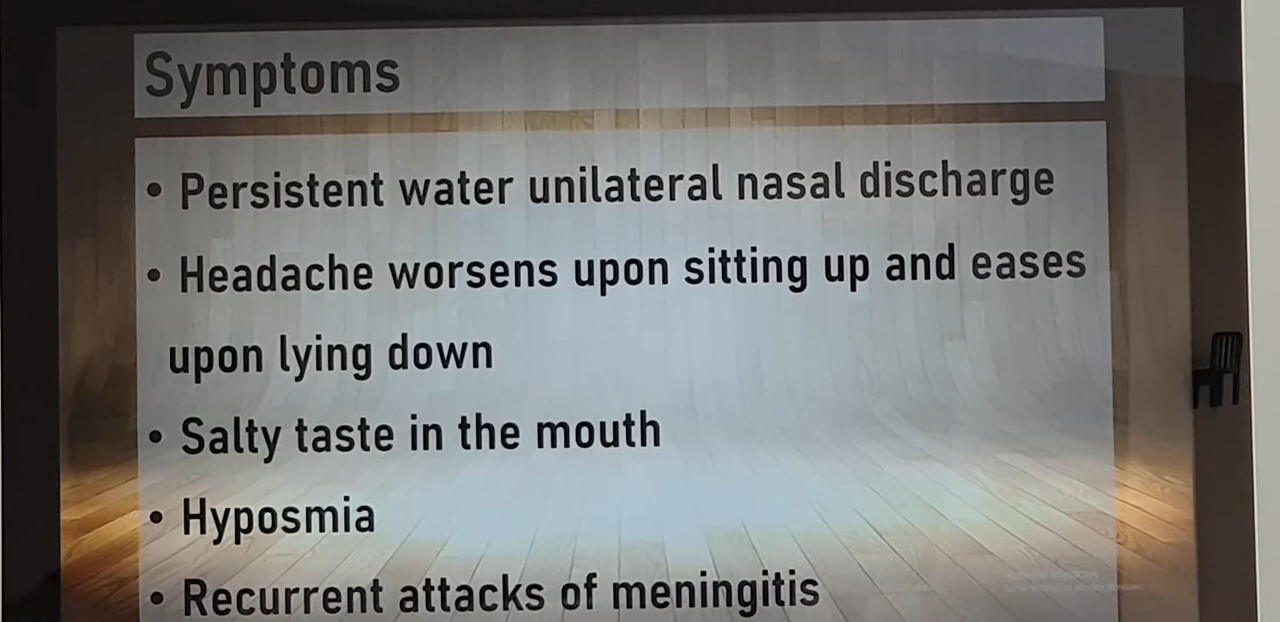 Symptoms
• Persistent water unilateral nasal discharge
• Headache worsens upon sitting up and eases
upon lying down
• Salty taste in the mouth
• Hyposmia
• Recurrent attacks of meningitis